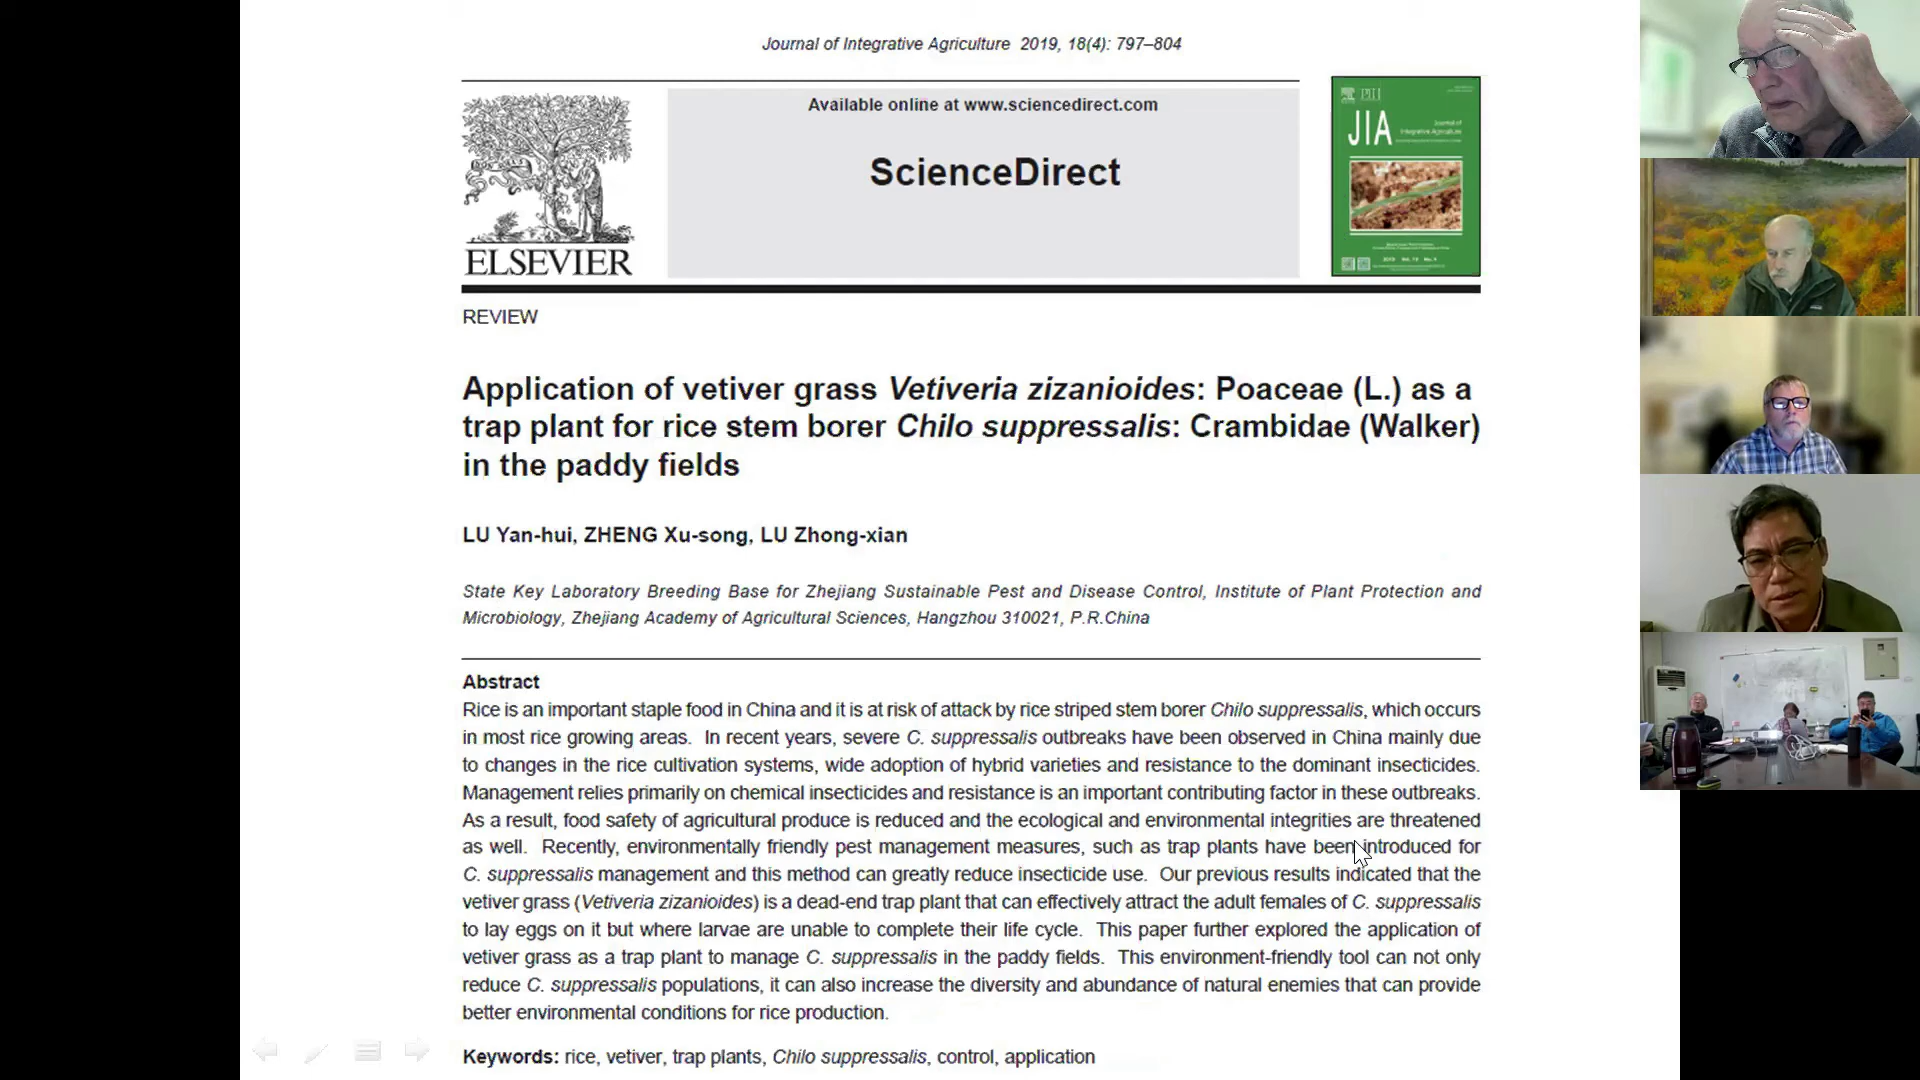 Journal of Integrative Agriculture 2019, 18(4): 797–804
Available online at www.sciencedirect.com
ScienceDirect
ELSEVIER
JIA
Journal of
Integrative Agriculture
REVIEW
Application of vetiver grass Vetiveria zizanioides: Poaceae (L.) as a
trap plant for rice stem borer Chilo suppressalis: Crambidae (Walker)
in the paddy fields
LU Yan-hui, ZHENG Xu-song, LU Zhong-xian
State Key Laboratory Breeding Base for Zhejiang Sustainable Pest and Disease Control, Institute of Plant Protection and
Microbiology, Zhejiang Academy of Agricultural Sciences, Hangzhou 310021, P.R.China
Abstract
Rice is an important staple food in China and it is at risk of attack by rice striped stem borer Chilo suppressalis, which occurs
in most rice growing areas. In recent years, severe C. suppressalis outbreaks have been observed in China mainly due
to changes in the rice cultivation systems, wide adoption of hybrid varieties and resistance to the dominant insecticides.
Management relies primarily on chemical insecticides and resistance is an important contributing factor in these outbreaks.
As a result, food safety of agricultural produce is reduced and the ecological and environmental integrities are threatened
as well. Recently, environmentally friendly pest management measures, such as trap plants have been introduced for
C. suppressalis management and this method can greatly reduce insecticide use. Our previous results indicated that the
vetiver grass (Vetiveria zizanioides) is a dead-end trap plant that can effectively attract the adult females of C. suppressalis
to lay eggs on it but where larvae are unable to complete their life cycle. This paper further explored the application of
vetiver grass as a trap plant to manage C. suppressalis in the paddy fields. This environment-friendly tool can not only
reduce C. suppressalis populations, it can also increase the diversity and abundance of natural enemies that can provide
better environmental conditions for rice production.
Keywords: rice, vetiver, trap plants, Chilo suppressalis, control, application